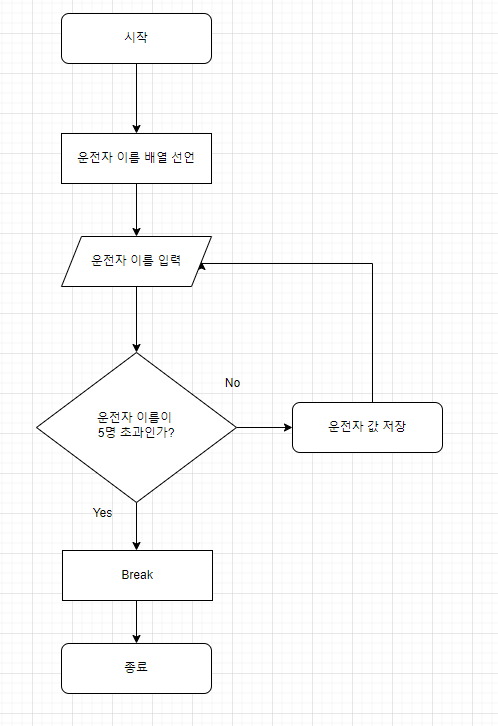 시작
운전자 이름 배열 선언
운전자 이름 입력
운전자 이름이
5명 초과인가?
No
운전자 값 저장
Yes
Break
종료